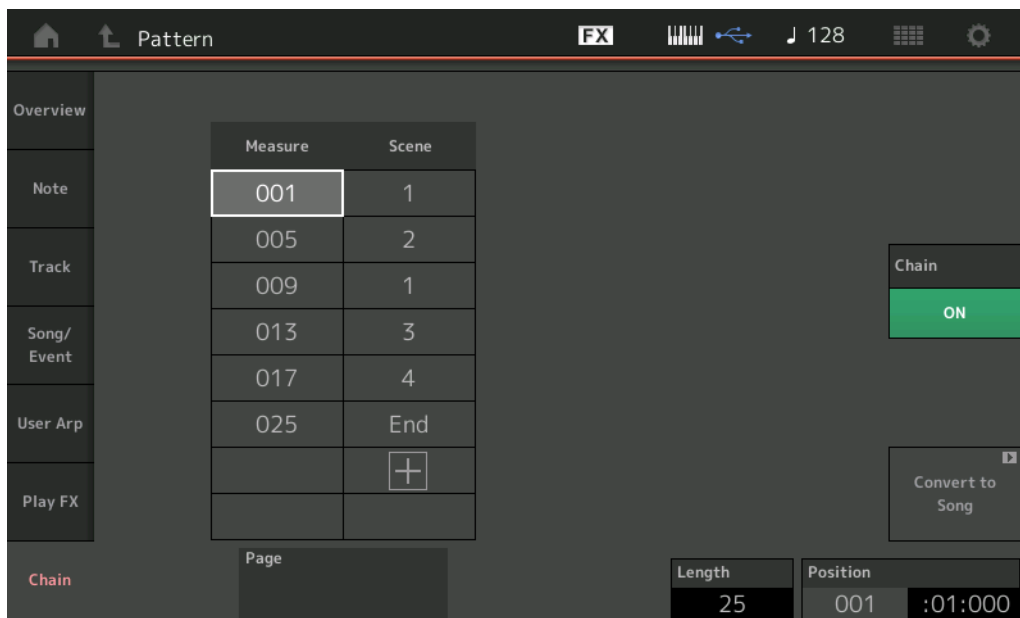 Pattern FX ♩ 128
Overview
Note
Track
Song/
Event
User Arp
Play FX
Chain
Measure Scene
001 1
005 2
009 1
013 3
017 4
025 End
+
Page
Chain
ON
Convert to
Song
Length
25
Position
001 :01:000